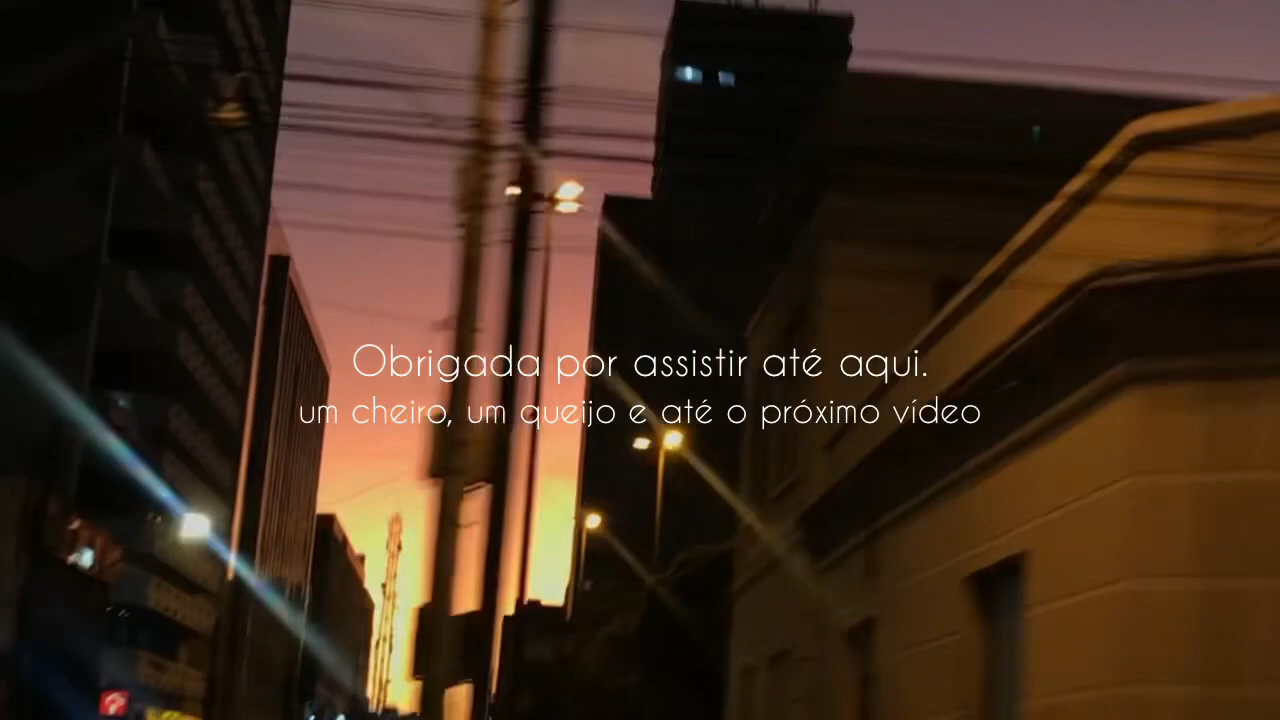 Obrigada por assistir até aqui.
um cheiro, um queijo e até o próximo vídeo